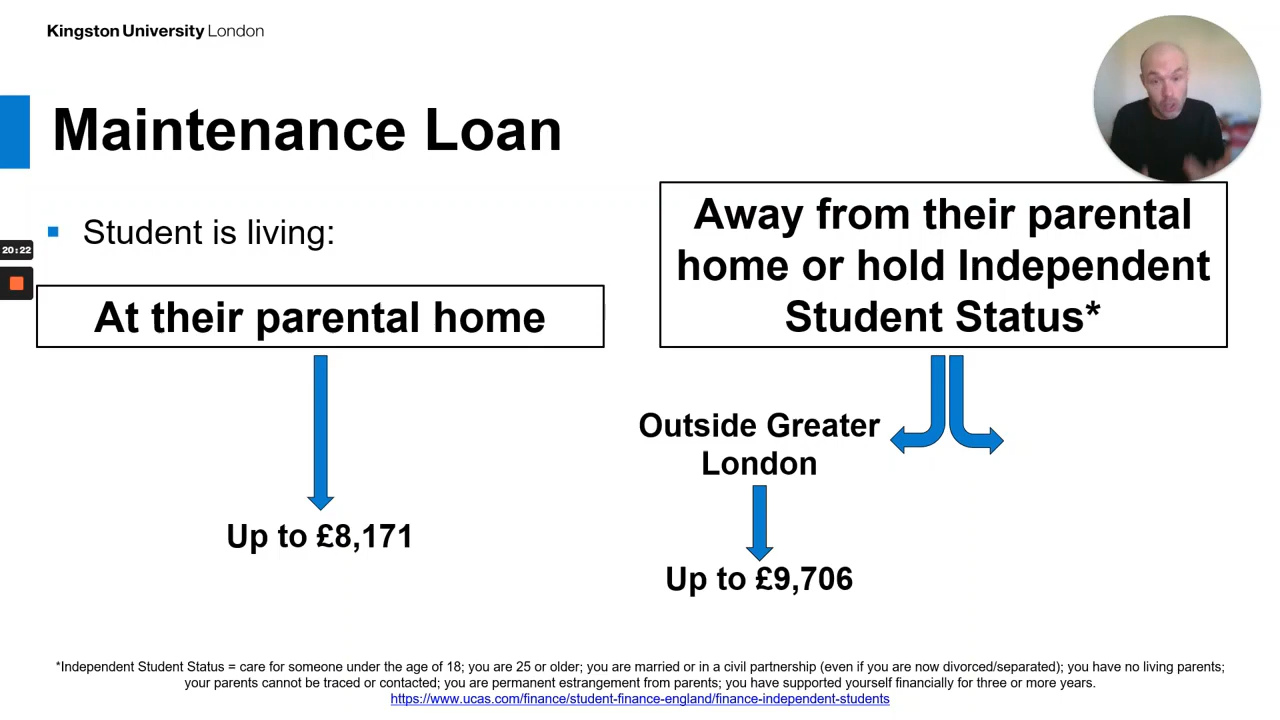 Kingston University London
Maintenance Loan
Student is living:
20:22
At their parental home
Up to £8,171
Away from their parental
home or hold Independent
Student Status*
Outside Greater
London
Up to £9,706
*Independent Student Status = care for someone under the age of 18; you are 25 or older; you are married or in a civil partnership (even if you are now divorced/separated); you have no living parents;
your parents cannot be traced or contacted; you are permanent estrangement from parents; you have supported yourself financially for three or more years.
https://www.ucas.com/finance/student-finance-england/finance-independent-students